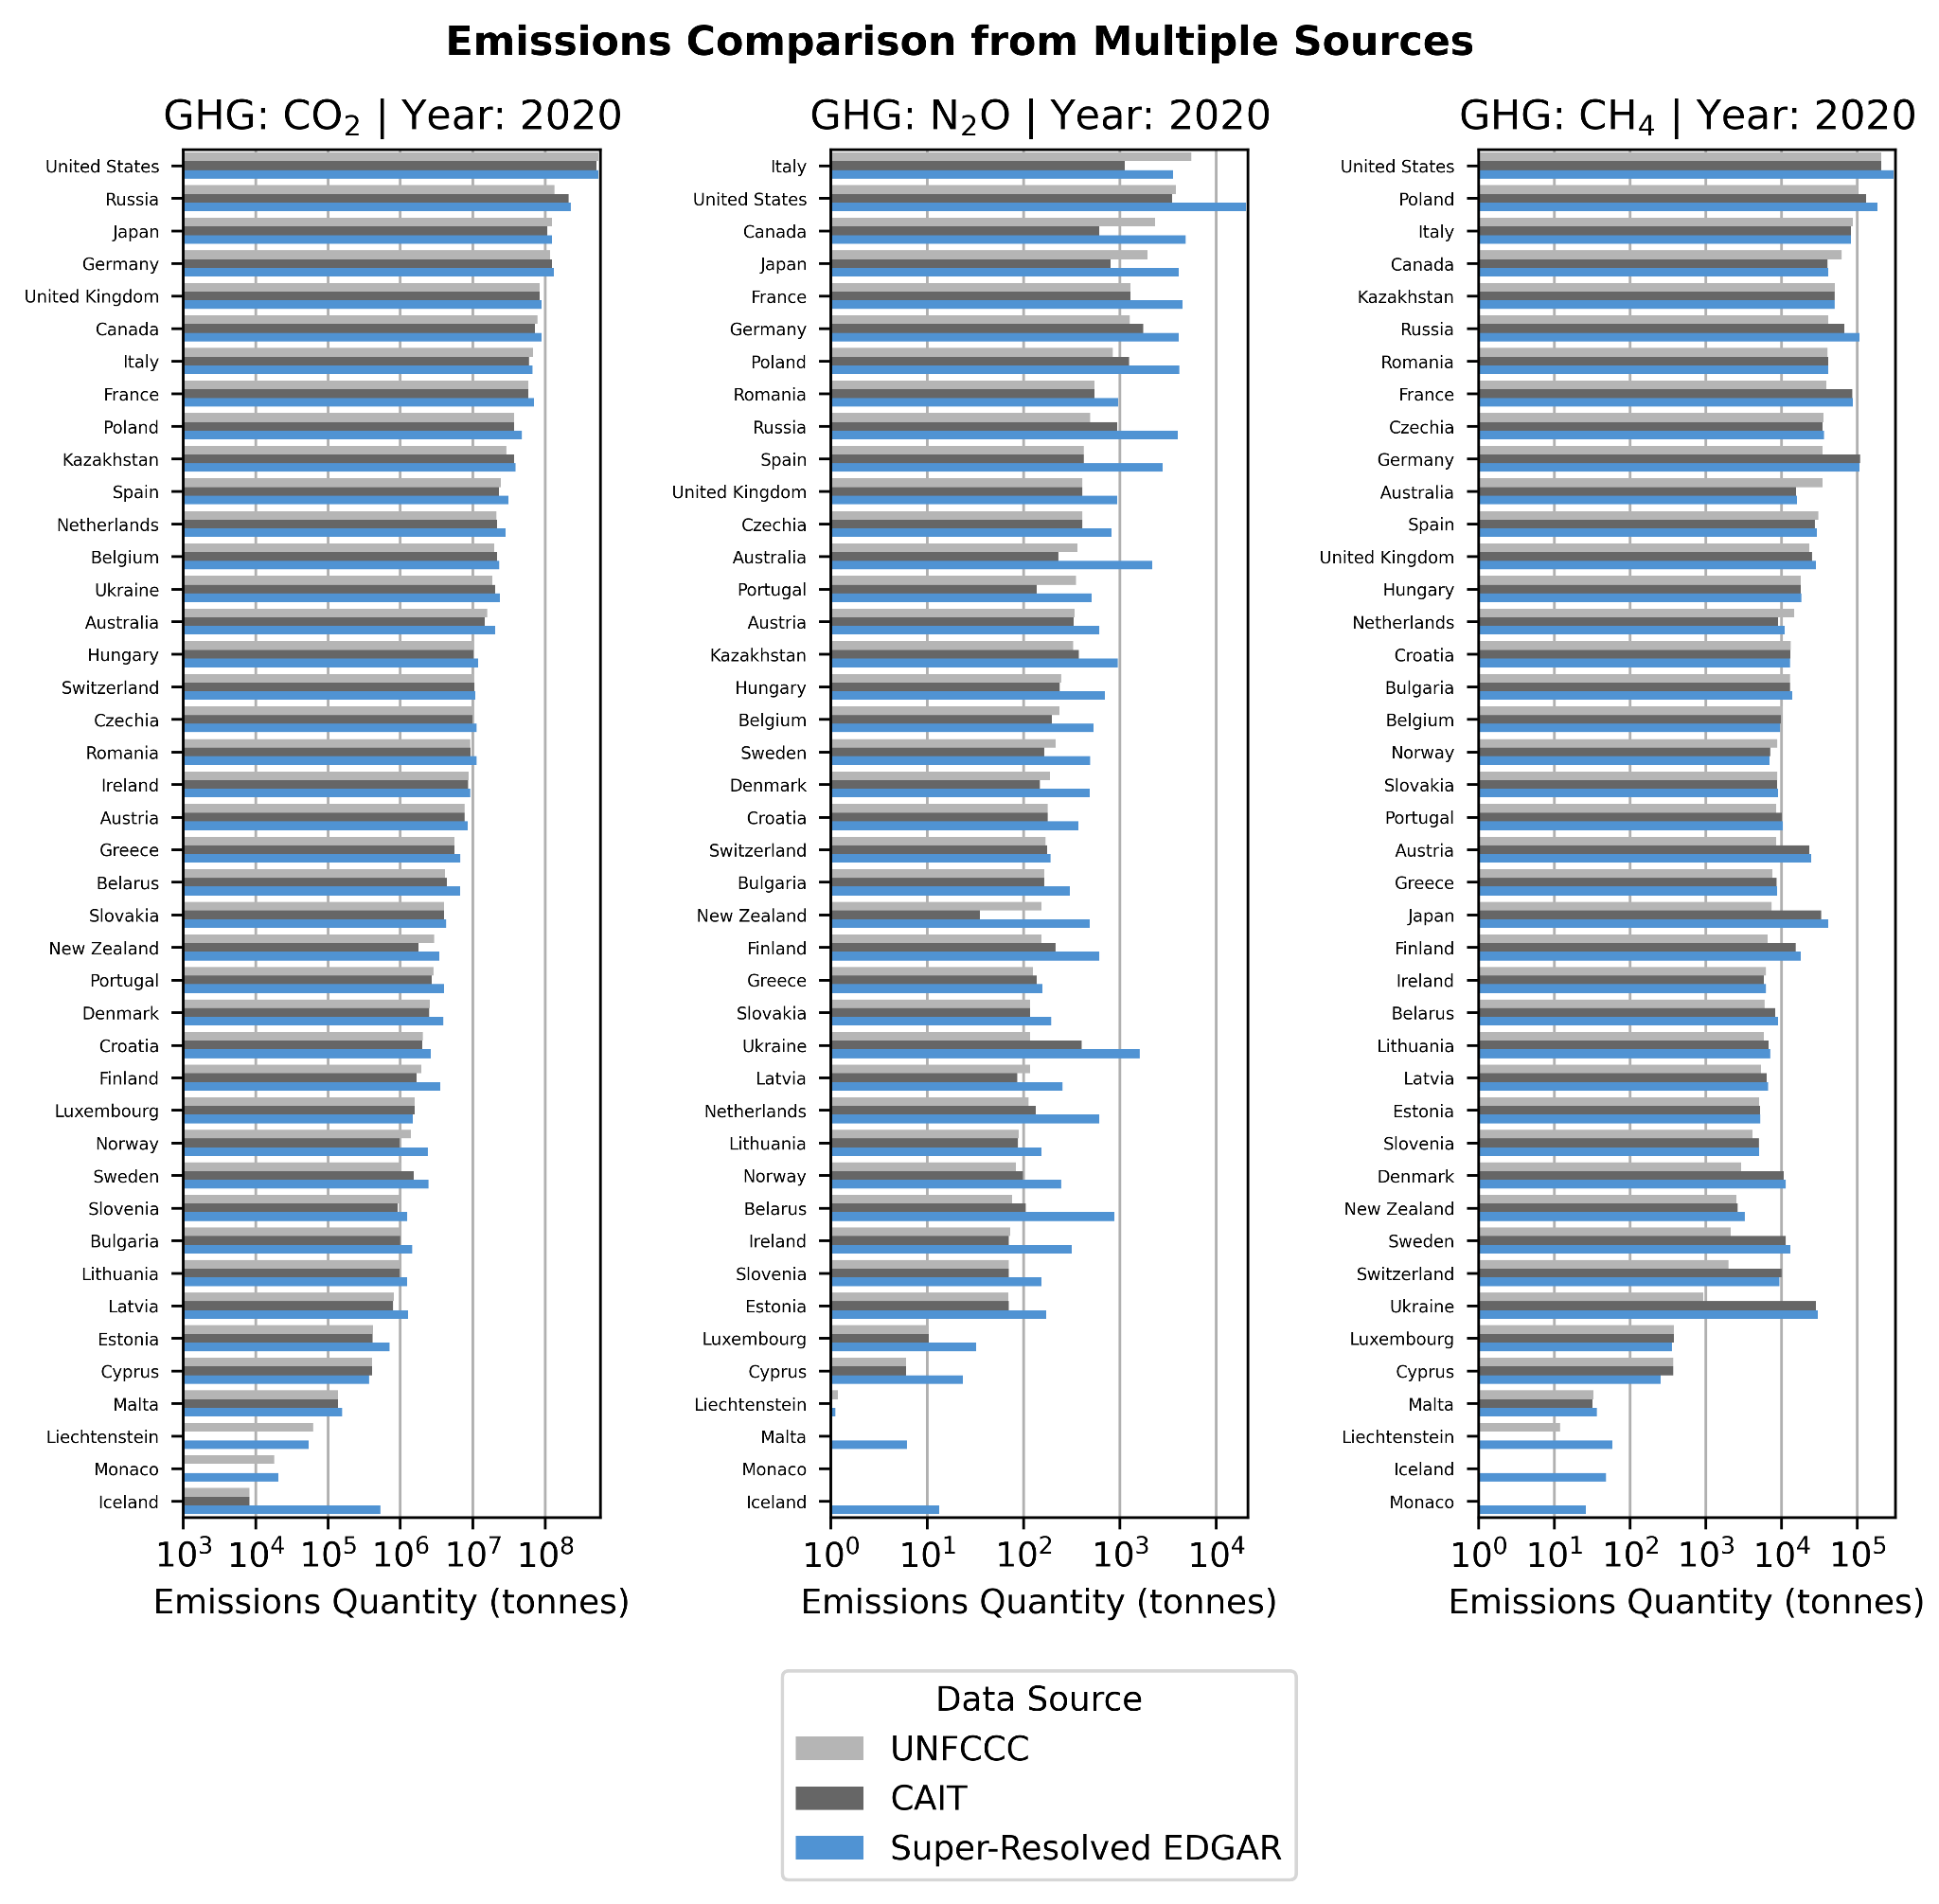 Emissions Comparison from Multiple Sources
GHG: CO₂ | Year: 2020
United States
Russia
Japan
Germany
United Kingdom
Canada
Italy
France
Poland
Kazakhstan
Spain
Netherlands
Belgium
Ukraine
Australia
Hungary
Switzerland
Czechia
Romania
Ireland
Austria
Greece
Belarus
Slovakia
New Zealand
Portugal
Denmark
Croatia
Finland
Luxembourg
Norway
Sweden
Slovenia
Bulgaria
Lithuania
Latvia
Estonia
Cyprus
Malta
Liechtenstein
Monaco
Iceland
10³ 10⁴ 10⁵ 10⁶ 10⁷ 10⁸
Emissions Quantity (tonnes)
GHG: N₂O | Year: 2020
Italy
United States
Canada
Japan
France
Germany
Poland
Romania
Russia
Spain
United Kingdom
Czechia
Australia
Portugal
Austria
Kazakhstan
Hungary
Belgium
Sweden
Denmark
Croatia
Switzerland
Bulgaria
New Zealand
Finland
Greece
Slovakia
Ukraine
Latvia
Netherlands
Lithuania
Norway
Belarus
Ireland
Slovenia
Estonia
Luxembourg
Cyprus
Liechtenstein
Malta
Monaco
Iceland
10⁰ 10¹ 10² 10³ 10⁴
Emissions Quantity (tonnes)
GHG: CH₄ | Year: 2020
United States
Poland
Italy
Canada
Kazakhstan
Russia
Romania
France
Czechia
Germany
Australia
Spain
United Kingdom
Hungary
Netherlands
Croatia
Bulgaria
Belgium
Norway
Slovakia
Portugal
Austria
Greece
Japan
Finland
Ireland
Belarus
Lithuania
Latvia
Estonia
Slovenia
Denmark
New Zealand
Sweden
Switzerland
Ukraine
Luxembourg
Cyprus
Malta
Liechtenstein
Iceland
Monaco
10⁰ 10¹ 10² 10³ 10⁴ 10⁵
Emissions Quantity (tonnes)
Data Source
UNFCCC
CAIT
Super-Resolved EDGAR